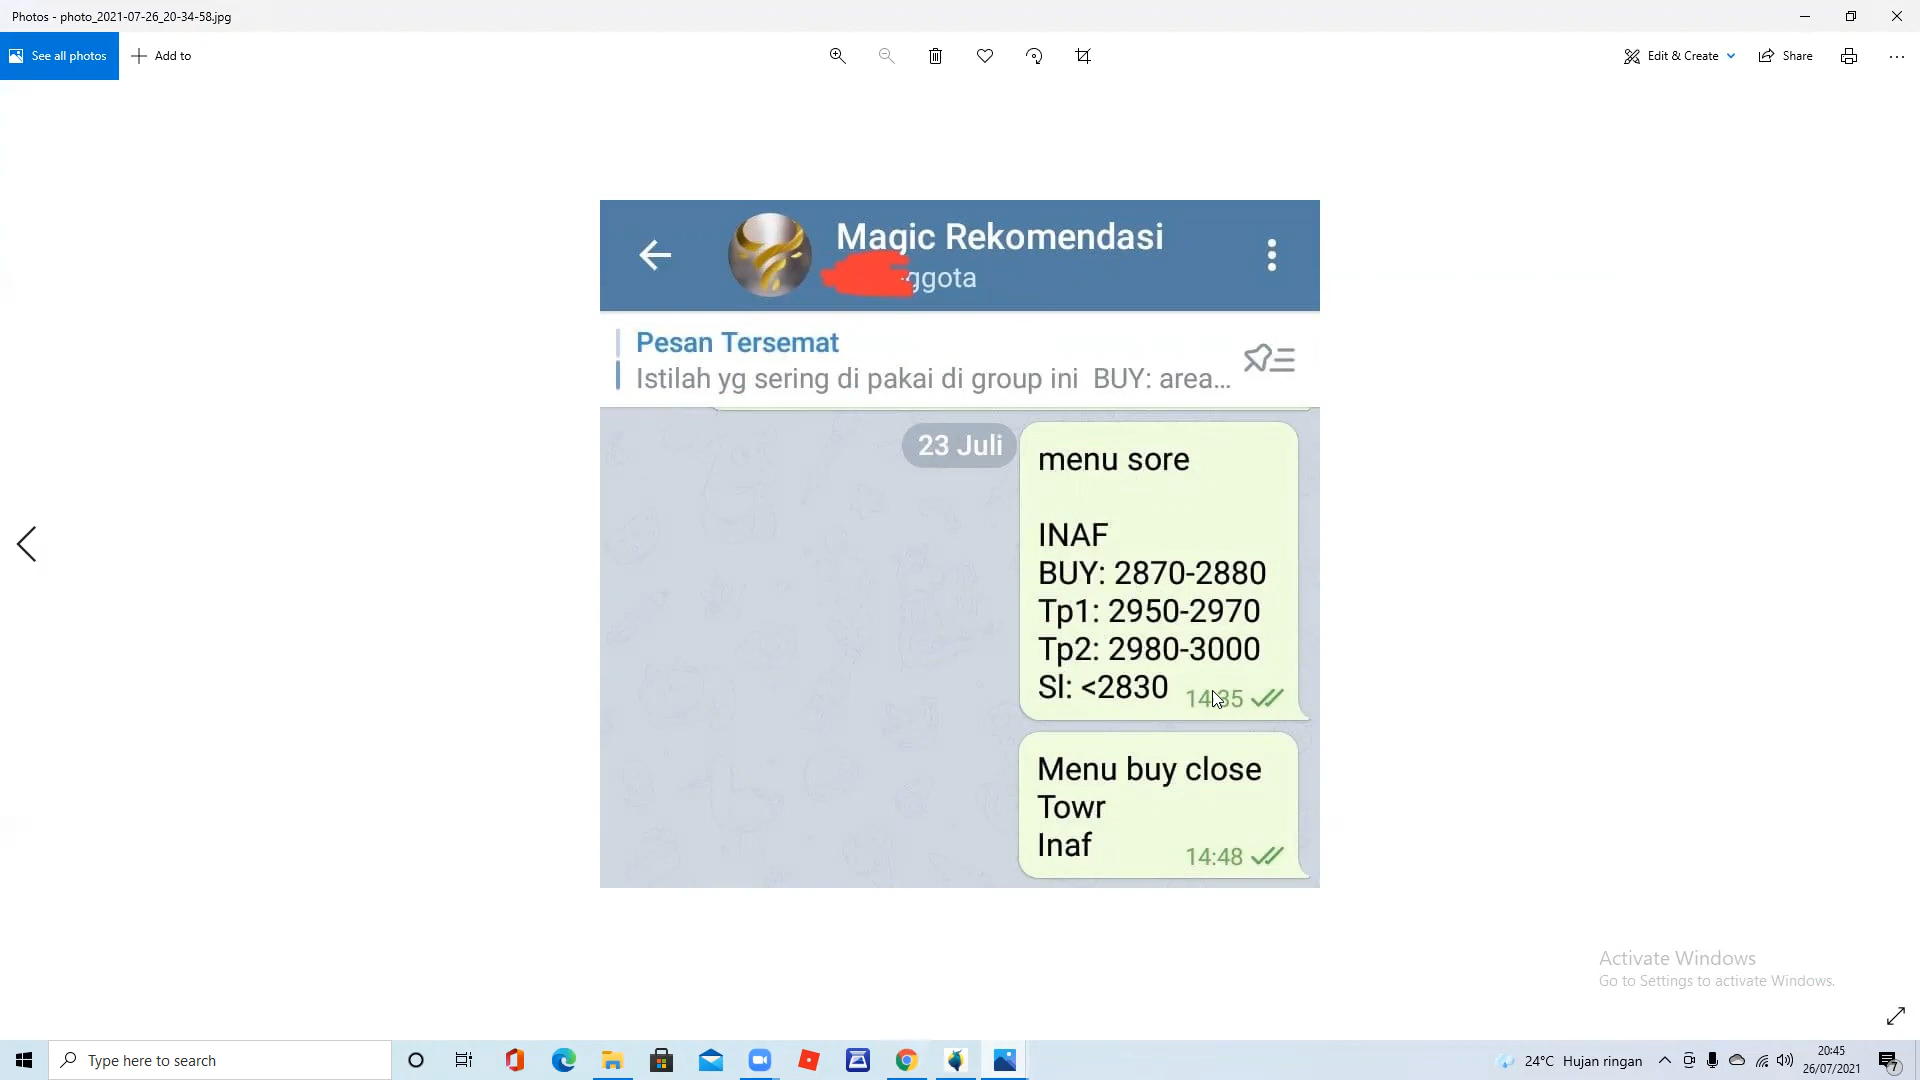 Photos - photo_2021-07-26_20-34-58.jpg
See all photos
Add to
Edit & Create
Share
Magic Rekomendasi
ggota
Pesan Tersemat
Istilah yg sering di pakai di group ini BUY: area...
23 Juli
menu sore
INAF
BUY: 2870-2880
Tp1: 2950-2970
Tp2: 2980-3000
Sl: <2830
14:35
Menu buy close
Towr
Inaf
14:48
Activate Windows
Go to Settings to activate Windows.
Type here to search
24°C Hujan ringan
20:45
26/07/2021
7